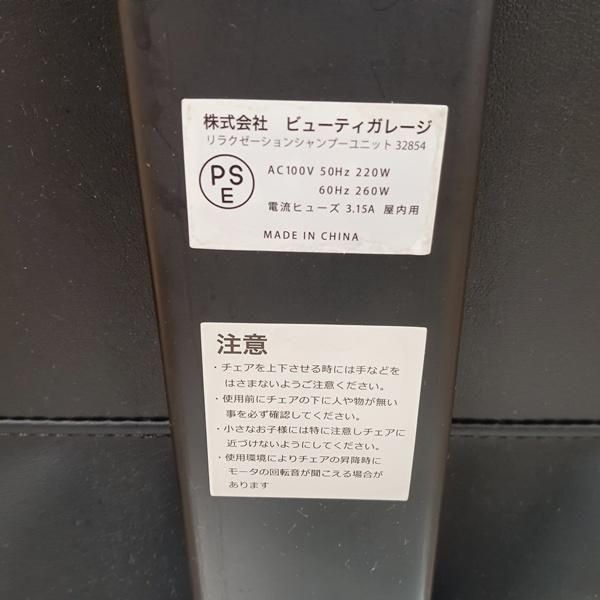 株式会社　ビューティガレージ
リラクゼーションシャンプーユニット 32854
PS
E
AC100V 50Hz 220W
60Hz 260W
電流ヒューズ 3.15A 屋内用
MADE IN CHINA
注意
・チェアを上下させる時には手などを
はさまないようご注意ください。
・使用前にチェアの下に人や物が無い
事を必ず確認してください。
・小さなお子様には特に注意しチェアに
近づけないようにしてください。
・使用環境によりチェアの昇降時に
モータの回転音が聞こえる場合が
あります